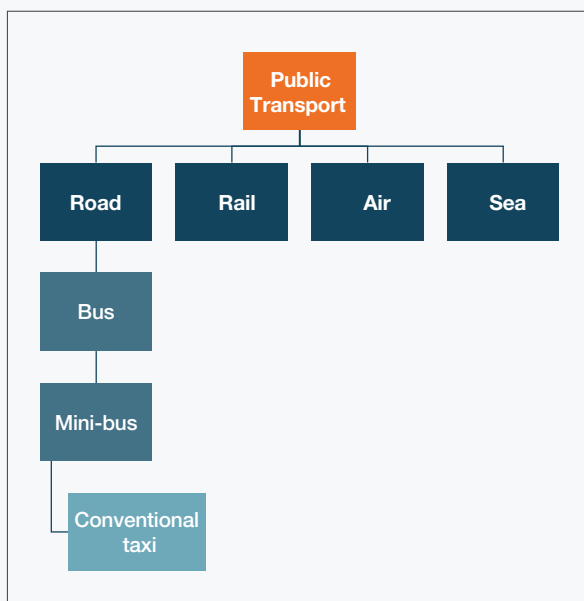 Public
Transport
Road
Rail
Air
Sea
Bus
Mini-bus
Conventional
taxi